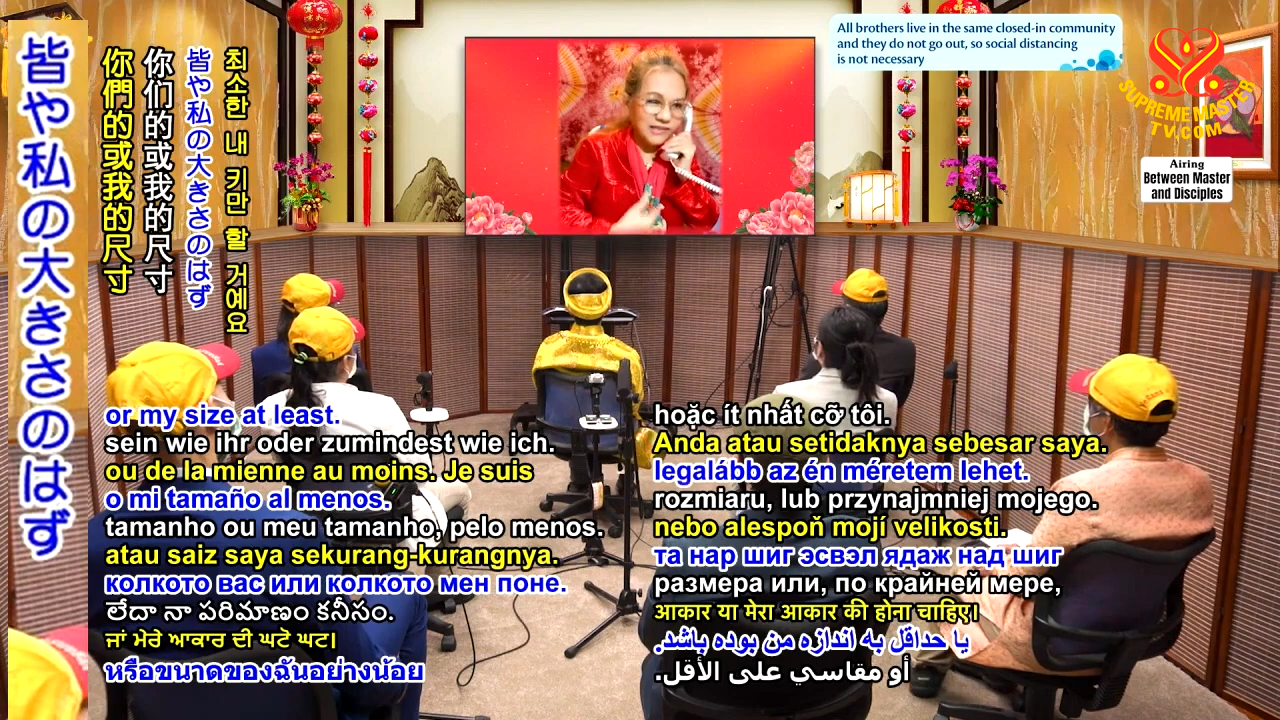 皆や私の大きさのはず
你們的或我的尺寸
你们的或我的尺寸
皆や私の大きさのはず
최소한 내 키만 할 거예요
All brothers live in the same closed-in community
and they do not go out, so social distancing
is not necessary
SUPREME MASTER
TV.COM
Airing
Between Master
and Disciples
or my size at least.
sein wie ihr oder zumindest wie ich.
ou de la mienne au moins. Je suis
o mi tamaño al menos.
tamanho ou meu tamanho, pelo menos.
atau saiz saya sekurang-kurangnya.
колкото вас или колкото мен поне.
లేదా నా పరిమాణం కనీసం.
ਜਾਂ ਮੇਰੇ ਆਕਾਰ ਦੀ ਘਟੋ ਘਟ।
หรือขนาดของฉันอย่างน้อย
hoặc ít nhất cỡ tôi.
Anda atau setidaknya sebesar saya.
legalább az én méretem lehet.
rozmiaru, lub przynajmniej mojego.
nebo alespoň mojí velikosti.
та нар шиг эсвэл ядаж над шиг
размера или, по крайней мере,
आकार या मेरा आकार की होना चाहिए।
یا حداقل به اندازه من بوده باشد.
أو مقاسي على الأقل.